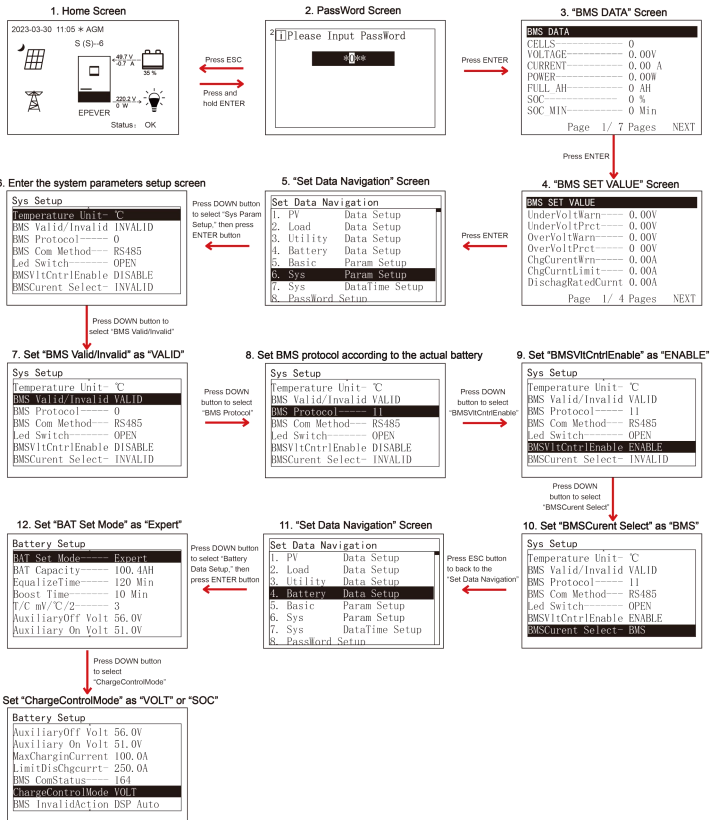 1. Home Screen
2023-03-30 11:05 * AGM
S (S)--6
49.7 V
-0.7 A
35 %
220.2 V
0 W
EPEVER
Status: OK
Press ESC
Press and
hold ENTER
2. PassWord Screen
2 i Please Input PassWord
*0**
Press ENTER
3. “BMS DATA” Screen
BMS DATA
CELLS---------- 0
VOLTAGE-------- 0.00V
CURRENT-------- 0.00 A
POWER---------- 0.00W
FULL_AH-------- 0 AH
SOC------------ 0 %
SOC MIN-------- 0 Min
Page 1/ 7 Pages NEXT
Press ENTER
4. “BMS SET VALUE” Screen
BMS SET VALUE
UnderVoltWarn---- 0.00V
UnderVoltPrct---- 0.00V
OverVoltWarn----- 0.00V
OverVoltPrct----- 0.00V
ChgCurentWrn---- 0.00A
ChgCurntLimit---- 0.00A
DischagRatedCurnt 0.00A
Page 1/ 4 Pages NEXT
Press ENTER
5. “Set Data Navigation” Screen
Set Data Navigation
1. PV Data Setup
2. Load Data Setup
3. Utility Data Setup
4. Battery Data Setup
5. Basic Param Setup
6. Sys Param Setup
7. Sys DataTime Setup
8. PassWord Setup
Press DOWN button
to select “Sys Param
Setup,” then press
ENTER button
6. Enter the system parameters setup screen
Sys Setup
Temperature Unit- ℃
BMS Valid/Invalid INVALID
BMS Protocol----- 0
BMS Com Method--- RS485
Led Switch------- OPEN
BMSVltCntrlEnable DISABLE
BMSCurent Select- INVALID
Press DOWN button to
select “BMS Valid/Invalid”
7. Set “BMS Valid/Invalid” as “VALID”
Sys Setup
Temperature Unit- ℃
BMS Valid/Invalid VALID
BMS Protocol----- 0
BMS Com Method--- RS485
Led Switch------- OPEN
BMSVltCntrlEnable DISABLE
BMSCurent Select- INVALID
Press DOWN
button to select
“BMS Protocol”
8. Set BMS protocol according to the actual battery
Sys Setup
Temperature Unit- ℃
BMS Valid/Invalid VALID
BMS Protocol----- 11
BMS Com Method--- RS485
Led Switch------- OPEN
BMSVltCntrlEnable DISABLE
BMSCurent Select- INVALID
Press DOWN
button to select
“BMSVltCntrlEnable”
9. Set “BMSVltCntrlEnable” as “ENABLE”
Sys Setup
Temperature Unit- ℃
BMS Valid/Invalid VALID
BMS Protocol----- 11
BMS Com Method--- RS485
Led Switch------- OPEN
BMSVltCntrlEnable ENABLE
BMSCurent Select- INVALID
Press DOWN
button to select
“BMSCurent Select”
10. Set “BMSCurent Select” as “BMS”
Sys Setup
Temperature Unit- ℃
BMS Valid/Invalid VALID
BMS Protocol----- 11
BMS Com Method--- RS485
Led Switch------- OPEN
BMSVltCntrlEnable ENABLE
BMSCurent Select- BMS
Press ESC button
to back to the
“Set Data Navigation”
11. “Set Data Navigation” Screen
Set Data Navigation
1. PV Data Setup
2. Load Data Setup
3. Utility Data Setup
4. Battery Data Setup
5. Basic Param Setup
6. Sys Param Setup
7. Sys DataTime Setup
8. PassWord Setup
Press DOWN button
to select “Battery
Data Setup,” then
press ENTER button
12. Set “BAT Set Mode” as “Expert”
Battery Setup
BAT Set Mode----- Expert
BAT Capacity----- 100.4AH
EqualizeTime----- 120 Min
Boost Time------- 10 Min
T/C mV/℃/2----- 3
AuxiliaryOff Volt 56.0V
Auxiliary On Volt 51.0V
Press DOWN button
to select
“ChargeControlMode”
Set “ChargeControlMode” as “VOLT” or “SOC”
Battery Setup
AuxiliaryOff Volt 56.0V
Auxiliary On Volt 51.0V
MaxCharginCurrent 100.0A
LimitDisChgcurrt- 250.0A
BMS ComStatus---- 164
ChargeControlMode VOLT
BMS InvalidAction DSP Auto